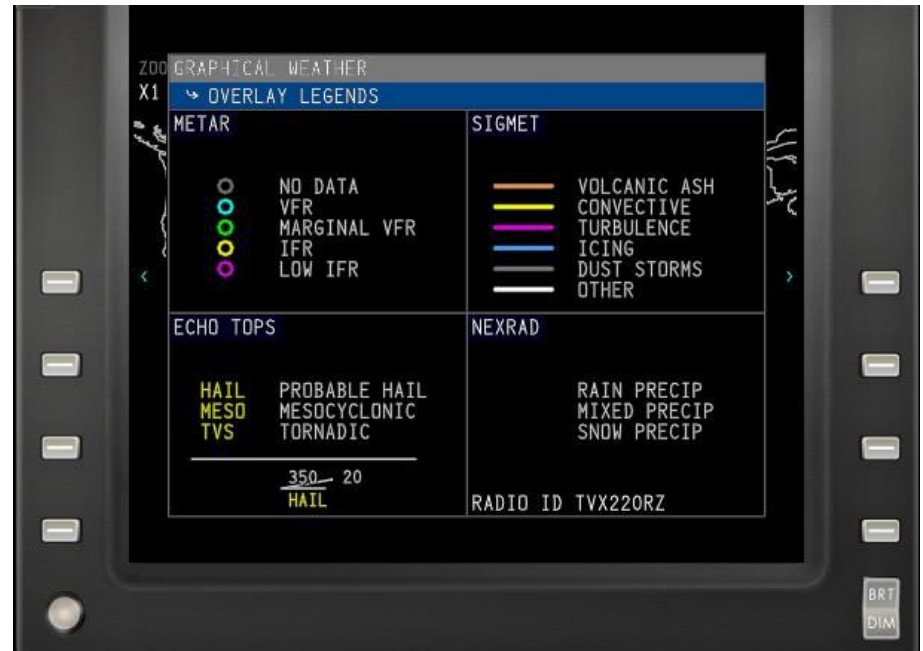 ZOO GRAPHICAL WEATHER
X1 ↳ OVERLAY LEGENDS
METAR
NO DATA
VFR
MARGINAL VFR
IFR
LOW IFR
SIGMET
VOLCANIC ASH
CONVECTIVE
TURBULENCE
ICING
DUST STORMS
OTHER
ECHO TOPS
HAIL PROBABLE HAIL
MESO MESOCYCLONIC
TVS TORNADIC
350 20
HAIL
NEXRAD
RAIN PRECIP
MIXED PRECIP
SNOW PRECIP
RADIO ID TVX220RZ
BRT
DIM